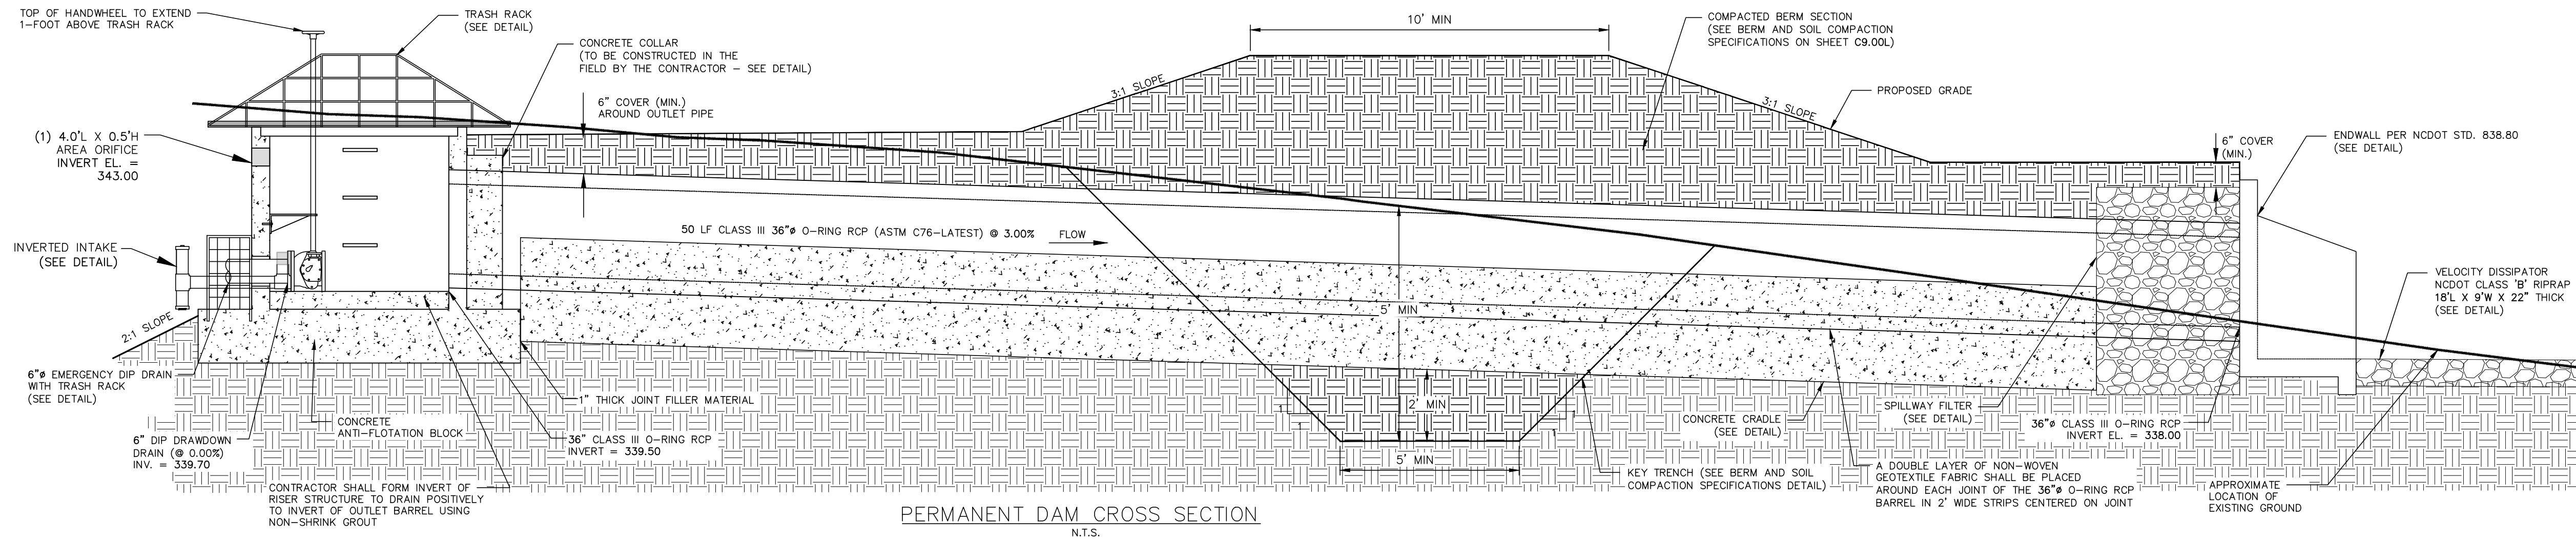 TOP OF HANDWHEEL TO EXTEND
1-FOOT ABOVE TRASH RACK
TRASH RACK
(SEE DETAIL)
CONCRETE COLLAR
(TO BE CONSTRUCTED IN THE
FIELD BY THE CONTRACTOR – SEE DETAIL)
6" COVER (MIN.)
AROUND OUTLET PIPE
10' MIN
3:1 SLOPE
3:1 SLOPE
COMPACTED BERM SECTION
(SEE BERM AND SOIL COMPACTION
SPECIFICATIONS ON SHEET C9.00L)
PROPOSED GRADE
6" COVER
(MIN.)
ENDWALL PER NCDOT STD. 838.80
(SEE DETAIL)
(1) 4.0'L X 0.5'H
AREA ORIFICE
INVERT EL. =
343.00
INVERTED INTAKE
(SEE DETAIL)
2:1 SLOPE
50 LF CLASS III 36"ø O-RING RCP (ASTM C76-LATEST) @ 3.00%
FLOW
5' MIN
2' MIN
5' MIN
1
1
1
1
VELOCITY DISSIPATOR
NCDOT CLASS 'B' RIPRAP
18'L X 9'W X 22" THICK
(SEE DETAIL)
6"ø EMERGENCY DIP DRAIN
WITH TRASH RACK
(SEE DETAIL)
6" DIP DRAWDOWN
DRAIN (@ 0.00%)
INV. = 339.70
CONCRETE
ANTI-FLOTATION BLOCK
1" THICK JOINT FILLER MATERIAL
36" CLASS III O-RING RCP
INVERT = 339.50
CONTRACTOR SHALL FORM INVERT OF
RISER STRUCTURE TO DRAIN POSITIVELY
TO INVERT OF OUTLET BARREL USING
NON-SHRINK GROUT
KEY TRENCH (SEE BERM AND SOIL
COMPACTION SPECIFICATIONS DETAIL)
CONCRETE CRADLE
(SEE DETAIL)
SPILLWAY FILTER
(SEE DETAIL)
36"ø CLASS III O-RING RCP
INVERT EL. = 338.00
A DOUBLE LAYER OF NON-WOVEN
GEOTEXTILE FABRIC SHALL BE PLACED
AROUND EACH JOINT OF THE 36"ø O-RING RCP
BARREL IN 2' WIDE STRIPS CENTERED ON JOINT
APPROXIMATE
LOCATION OF
EXISTING GROUND
PERMANENT DAM CROSS SECTION
N.T.S.